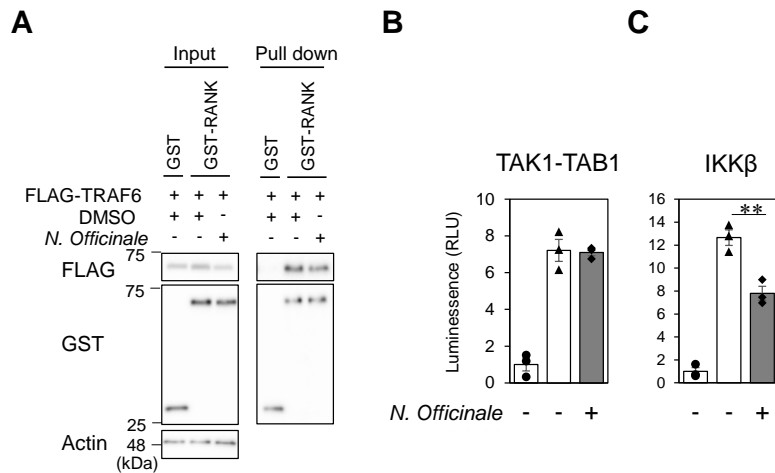 A
Input
Pull down
GST
GST-RANK
GST
GST-RANK
FLAG-TRAF6 + + + + + +
DMSO + + - + + -
N. Officinale - - + - - +
75
FLAG
75
GST
25
Actin
48
(kDa)
B
TAK1-TAB1
Luminessence (RLU)
10
8
6
4
2
0
N. Officinale - - +
C
IKKβ
**
16
14
12
10
8
6
4
2
0
- - +